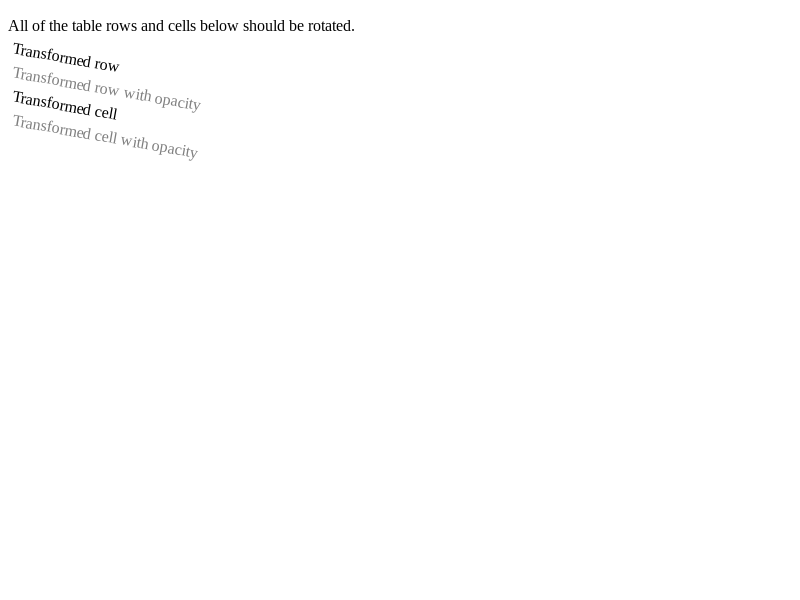 All of the table rows and cells below should be rotated.
Transformed row
Transformed row with opacity
Transformed cell
Transformed cell with opacity